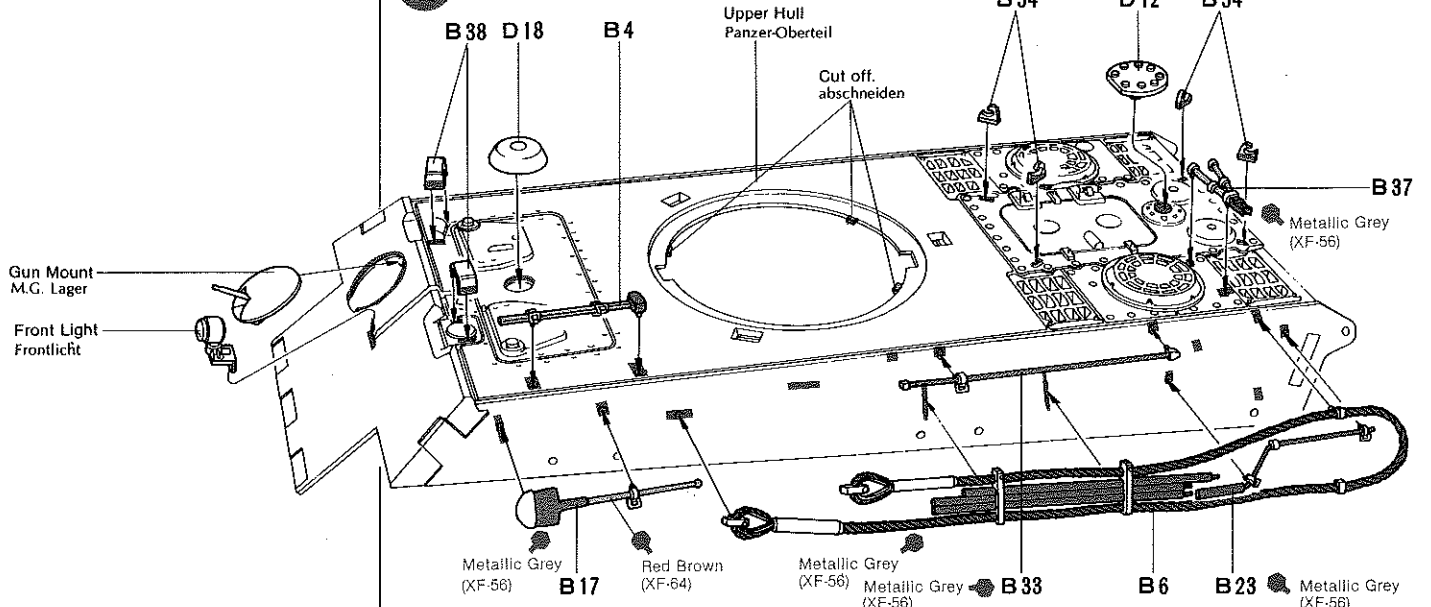 B38 D18 B4
Upper Hull
Panzer-Oberteil
B34 D12 B34
Cut off.
abschneiden
B37
Metallic Grey
(XF-56)
Gun Mount
M.G. Lager
Front Light
Frontlicht
Metallic Grey
(XF-56)
B17
Red Brown
(XF-64)
Metallic Grey
(XF-56)
Metallic Grey
(XF-56)
B33
B6
B23
Metallic Grey
(XF-56)